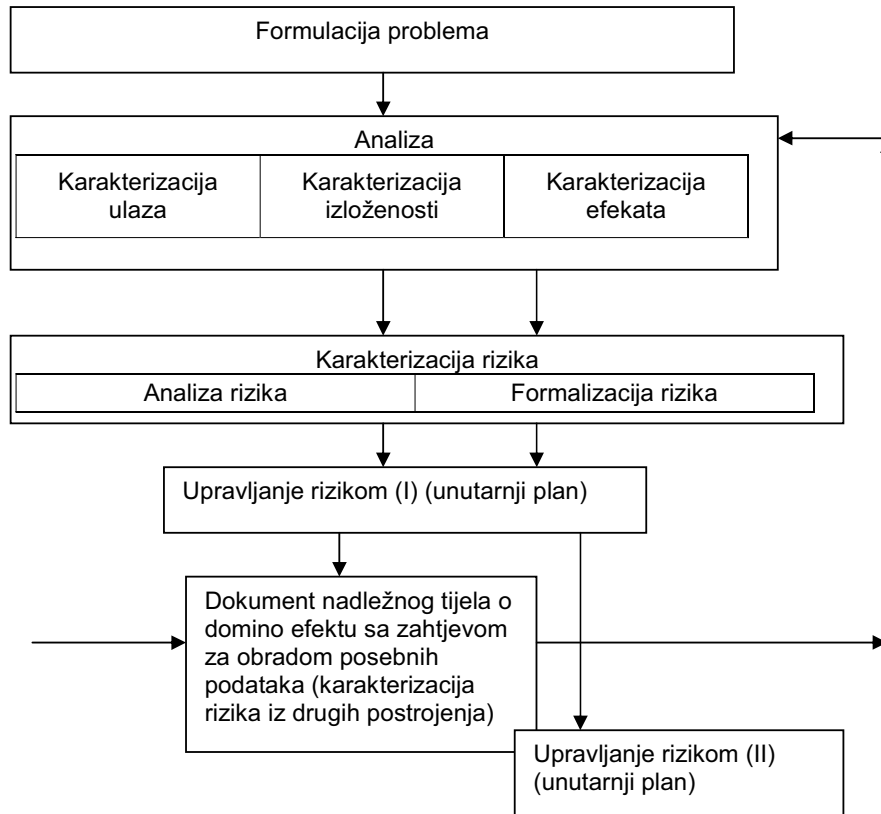 Formulacija problema
Analiza
Karakterizacija
ulaza
Karakterizacija
izloženosti
Karakterizacija
efekata
Karakterizacija rizika
Analiza rizika
Formalizacija rizika
Upravljanje rizikom (I) (unutarnji plan)
Dokument nadležnog tijela o
domino efektu sa zahtjevom
za obradom posebnih
podataka (karakterizacija
rizika iz drugih postrojenja)
Upravljanje rizikom (II)
(unutarnji plan)